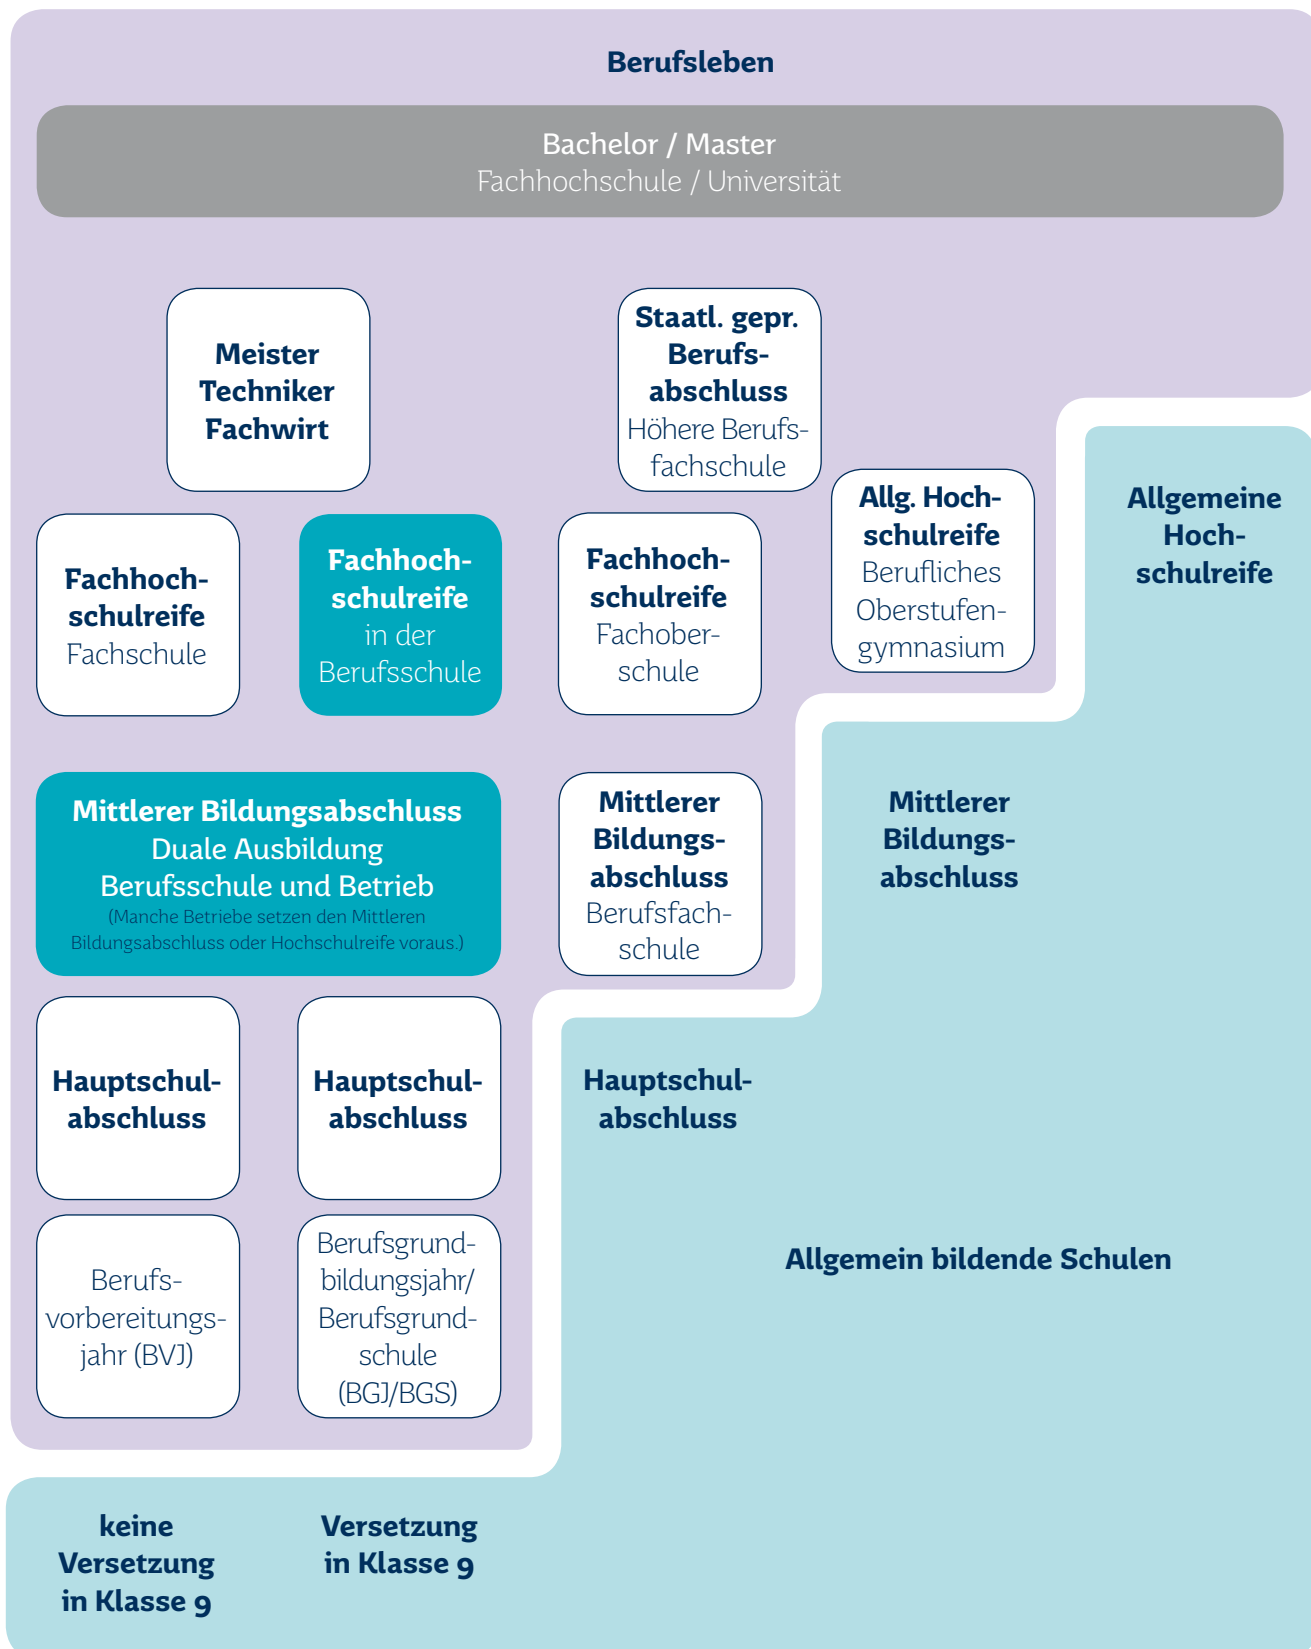 Berufsleben
Bachelor / Master
Fachhochschule / Universität
Meister
Techniker
Fachwirt
Staatl. gepr.
Berufs-
abschluss
Höhere Berufs-
fachschule
Allg. Hoch-
schulreife
Berufliches
Oberstufen-
gymnasium
Allgemeine
Hoch-
schulreife
Fachhoch-
schulreife
Fachschule
Fachhoch-
schulreife
in der
Berufsschule
Fachhoch-
schulreife
Fachober-
schule
Mittlerer Bildungsabschluss
Duale Ausbildung
Berufsschule und Betrieb
(Manche Betriebe setzen den Mittleren
Bildungsabschluss oder Hochschulreife voraus.)
Mittlerer
Bildungs-
abschluss
Berufsfach-
schule
Mittlerer
Bildungs-
abschluss
Hauptschul-
abschluss
Hauptschul-
abschluss
Hauptschul-
abschluss
Berufs-
vorbereitungs-
jahr (BVJ)
Berufsgrund-
bildungsjahr/
Berufsgrund-
schule
(BGJ/BGS)
Allgemein bildende Schulen
keine
Versetzung
in Klasse 9
Versetzung
in Klasse 9